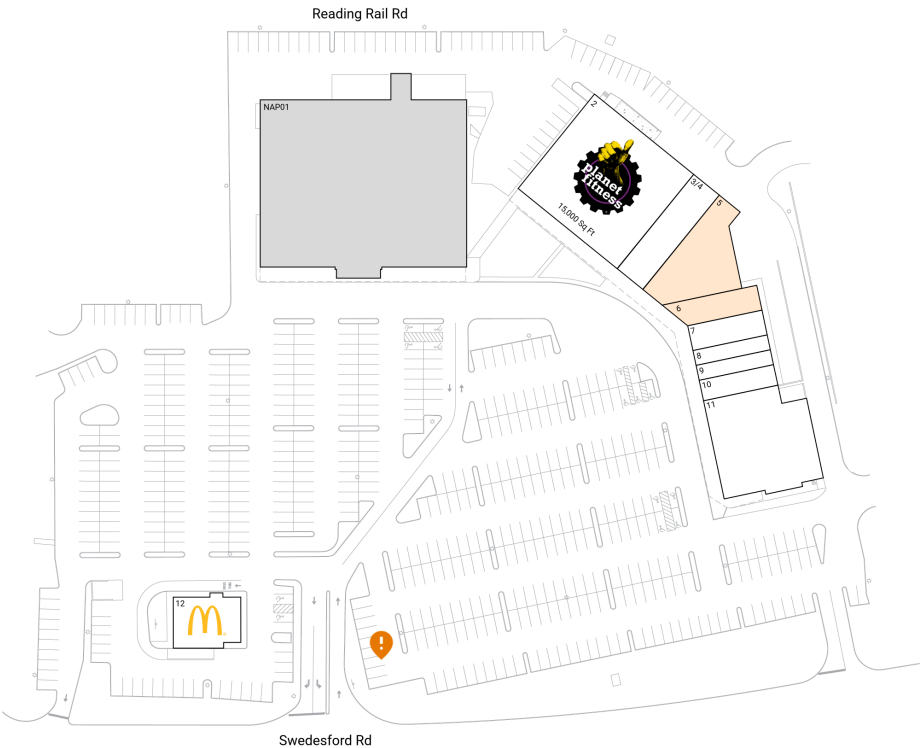 Reading Rail Rd
NAP01
2
planet
fitness
15,000 Sq Ft
3/4
5
6
7
8
9
10
11
12
!
Swedesford Rd